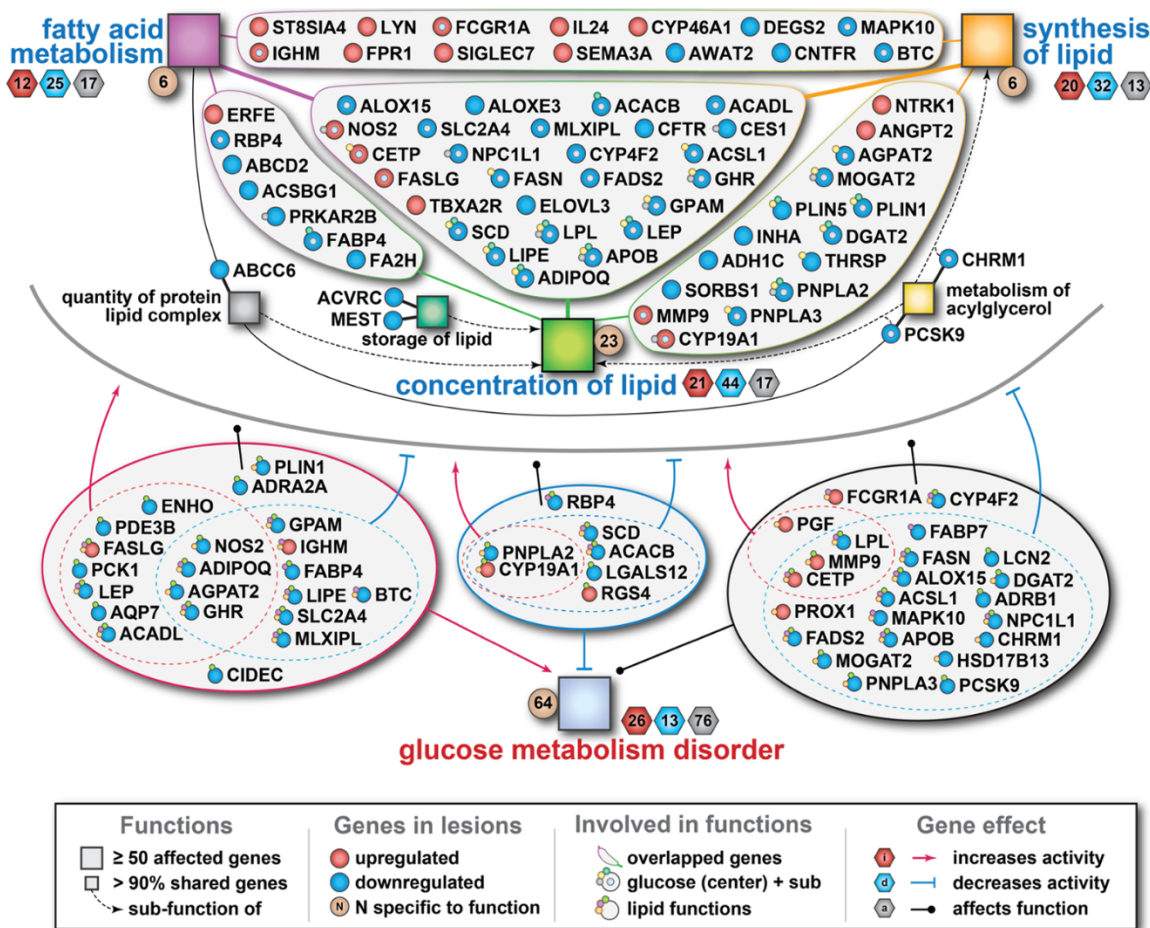 fatty acid
metabolism
12 25 17
6
ST8SIA4 LYN FCGR1A IL24 CYP46A1 DEGS2 MAPK10
IGHM FPR1 SIGLEC7 SEMA3A AWAT2 CNTFR BTC
synthesis
of lipid
6
20 32 13
ERFE
RBP4
ABCD2
ACSBG1
PRKAR2B
FABP4
FA2H
ALOX15 ALOXE3 ACACB ACADL
NOS2 SLC2A4 MLXIPL CFTR CES1
CETP NPC1L1 CYP4F2 ACSL1
FASLG FASN FADS2 GHR
TBXA2R ELOVL3 GPAM
SCD LPL LEP
LIPE APOB
ADIPOQ
NTRK1
ANGPT2
AGPAT2
MOGAT2
PLIN5 PLIN1
INHA DGAT2
ADH1C THRSP
SORBS1 PNPLA2
MMP9 PNPLA3
CYP19A1
ABCC6
quantity of protein
lipid complex
ACVRC
MEST
storage of lipid
CHRM1
metabolism of
acylglycerol
PCSK9
23
concentration of lipid 21 44 17
PLIN1
ADRA2A
ENHO
PDE3B
FASLG
PCK1
LEP
AQP7
ACADL
NOS2
ADIPOQ
AGPAT2
GHR
GPAM
IGHM
FABP4
LIPE BTC
SLC2A4
MLXIPL
CIDEC
RBP4
PNPLA2
CYP19A1
SCD
ACACB
LGALS12
RGS4
FCGR1A CYP4F2
PGF
LPL
MMP9
CETP
FABP7
FASN LCN2
ALOX15 DGAT2
ACSL1 ADRB1
PROX1 MAPK10 NPC1L1
FADS2 APOB CHRM1
MOGAT2 HSD17B13
PNPLA3 PCSK9
64
26 13 76
glucose metabolism disorder
Functions
≥ 50 affected genes
> 90% shared genes
sub-function of
Genes in lesions
upregulated
downregulated
N N specific to function
Involved in functions
overlapped genes
glucose (center) + sub
lipid functions
Gene effect
i increases activity
d decreases activity
a affects function